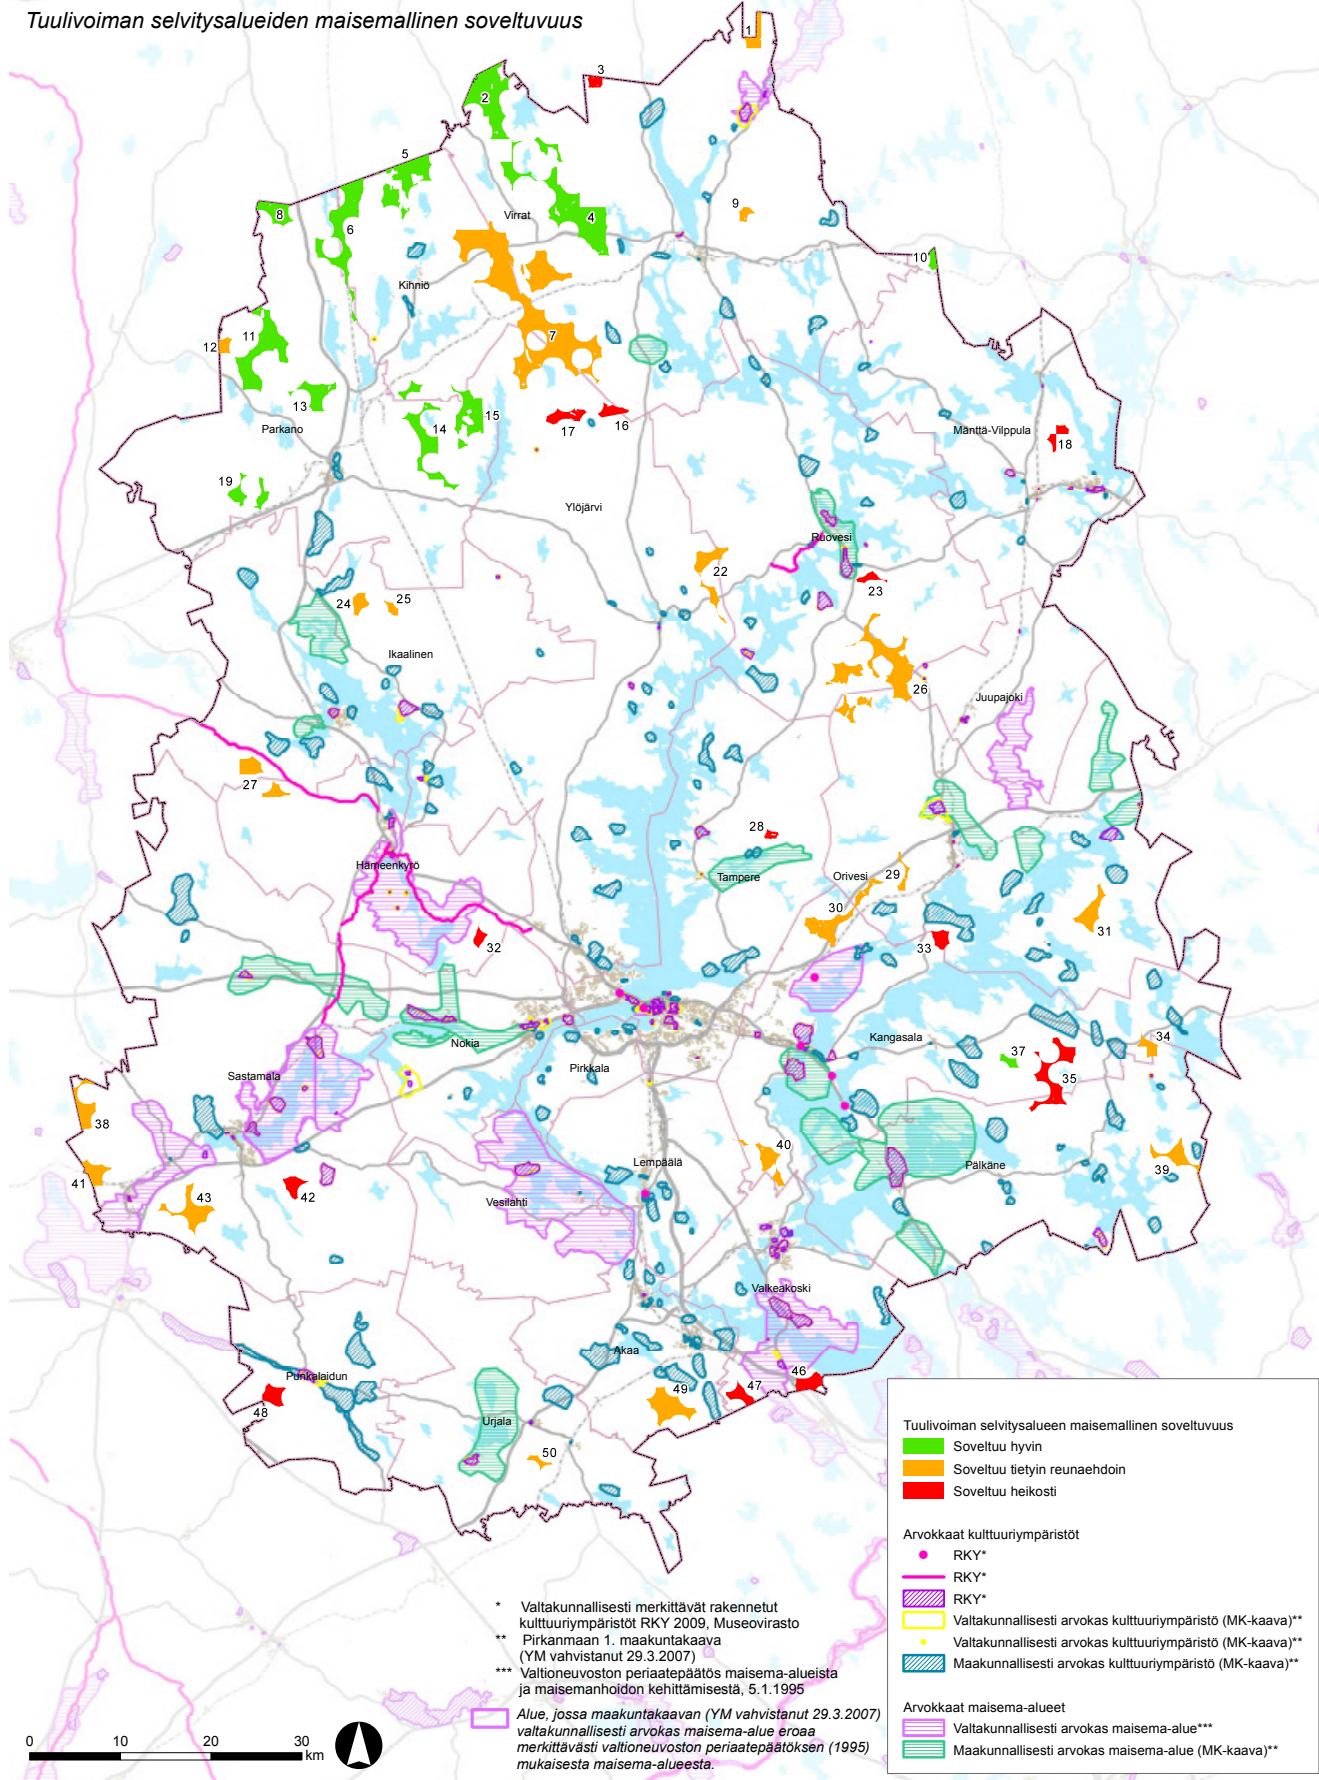 Tuulivoiman selvitysalueiden maisemallinen soveltuvuus
1
3
2
5
8
6
4
Virrat
9
10
Kihniö
11
12
7
13
15
14
Parkano
17
16
Mänttä-Vilppula
18
19
Ylöjärvi
Ruovesi
22
23
24
25
Ikaalinen
26
Juupajoki
27
28
Hämeenkyrö
Tampere
Orivesi
29
30
31
32
33
Kangasala
34
37
35
Nokia
Pirkkala
Sastamala
38
40
Lempäälä
Pälkäne
39
41
43
42
Vesilahti
Valkeakoski
Akaa
46
47
49
Punkalaidun
48
Urjala
50
Tuulivoiman selvitysalueen maisemallinen soveltuvuus
Soveltuu hyvin
Soveltuu tietyin reunaehdoin
Soveltuu heikosti
Arvokkaat kulttuuriympäristöt
RKY*
RKY*
RKY*
Valtakunnallisesti arvokas kulttuuriympäristö (MK-kaava)**
Valtakunnallisesti arvokas kulttuuriympäristö (MK-kaava)**
Maakunnallisesti arvokas kulttuuriympäristö (MK-kaava)**
Arvokkaat maisema-alueet
Valtakunnallisesti arvokas maisema-alue***
Maakunnallisesti arvokas maisema-alue (MK-kaava)**
* Valtakunnallisesti merkittävät rakennetut
kulttuuriympäristöt RKY 2009, Museovirasto
** Pirkanmaan 1. maakuntakaava
(YM vahvistanut 29.3.2007)
*** Valtioneuvoston periaatepäätös maisema-alueista
ja maisemanhoidon kehittämisestä, 5.1.1995
Alue, jossa maakuntakaavan (YM vahvistanut 29.3.2007)
valtakunnallisesti arvokas maisema-alue eroaa
merkittävästi valtioneuvoston periaatepäätöksen (1995)
mukaisesta maisema-alueesta.
0 10 20 30 km